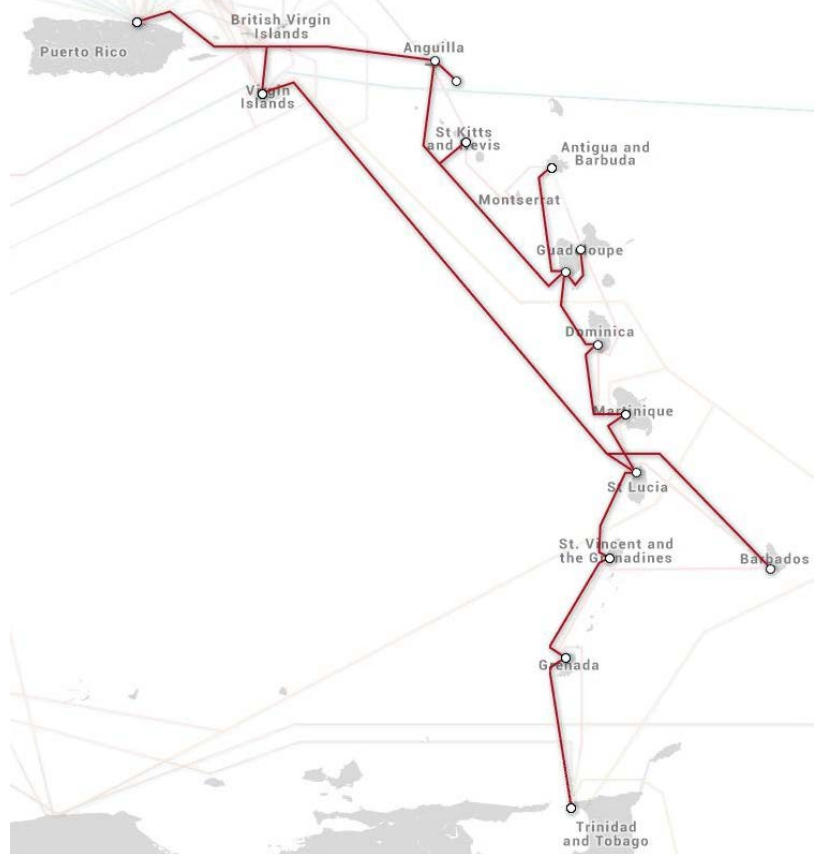 British Virgin
Islands
Puerto Rico
Anguilla
Virgin
Islands
St Kitts
and Nevis
Antigua and
Barbuda
Montserrat
Guadeloupe
Dominica
Martinique
St Lucia
St. Vincent and
the Grenadines
Barbados
Grenada
Trinidad
and Tobago